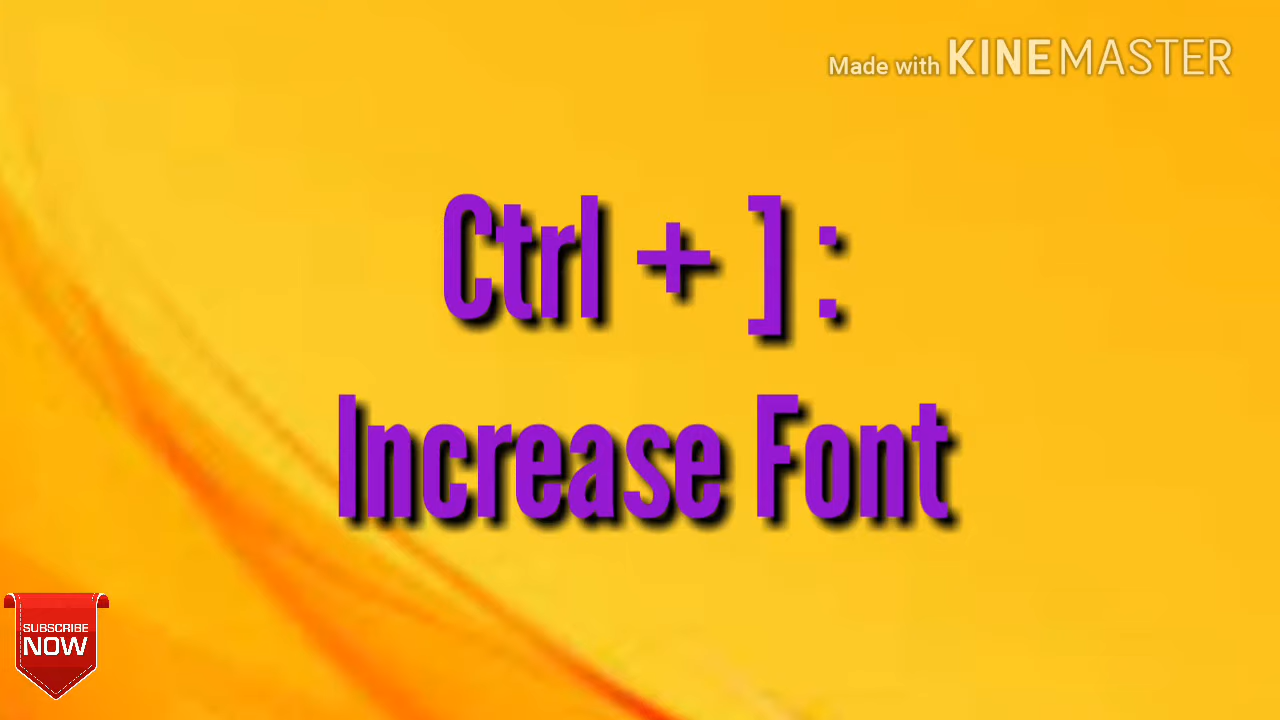 Made with KINEMASTER
Ctrl + ] :
Increase Font
SUBSCRIBE
NOW